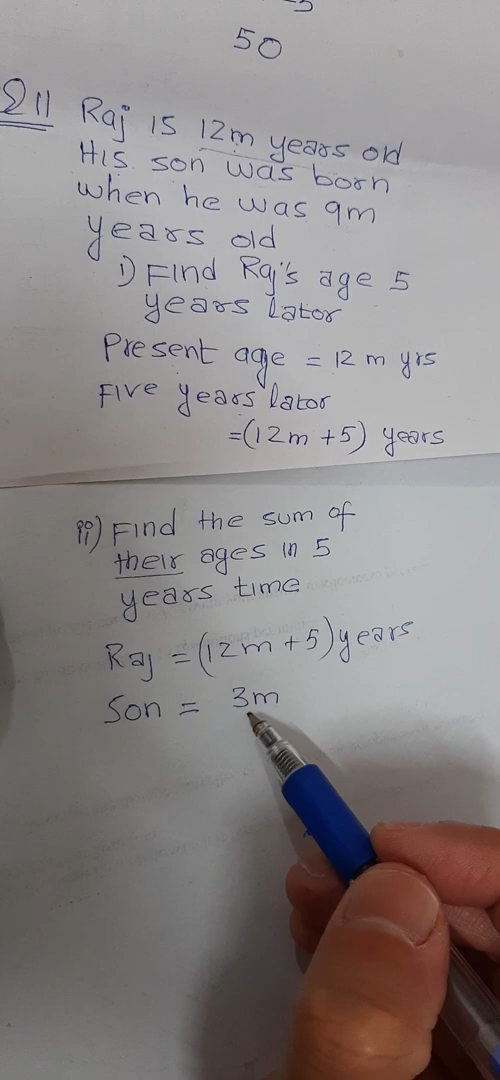 50
Q11 Raj is 12m years old
His son was born
when he was 9m
years old
i) Find Raj's age 5
years lator
Present age = 12 m yrs
Five years lator
=(12m +5) years
ii) Find the sum of
their ages in 5
years time
Raj = (12m +5) years
Son = 3m